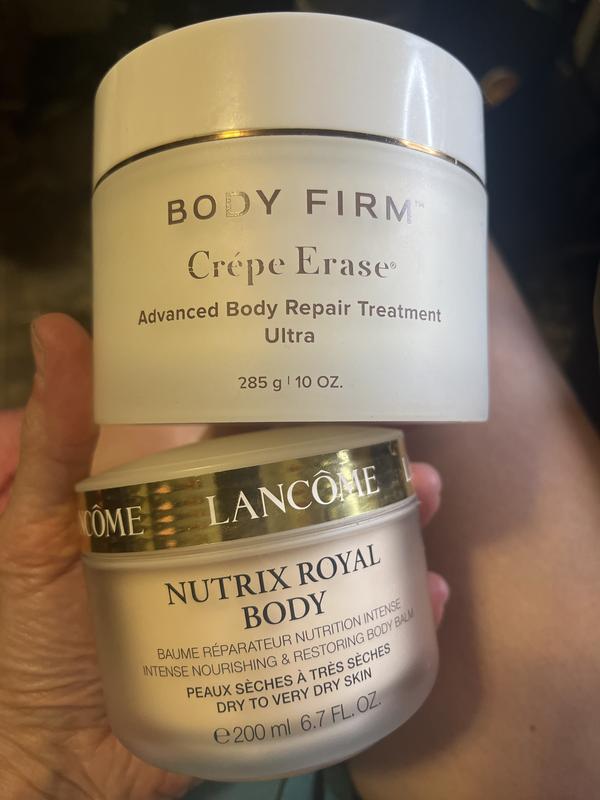 BODY FIRM™
Crépe Erase®
Advanced Body Repair Treatment
Ultra
285 g | 10 OZ.
LANCÔME
NUTRIX ROYAL
BODY
BAUME RÉPARATEUR NUTRITION INTENSE
INTENSE NOURISHING & RESTORING BODY BALM
PEAUX SÈCHES À TRÈS SÈCHES
DRY TO VERY DRY SKIN
℮200 ml 6.7 FL. OZ.